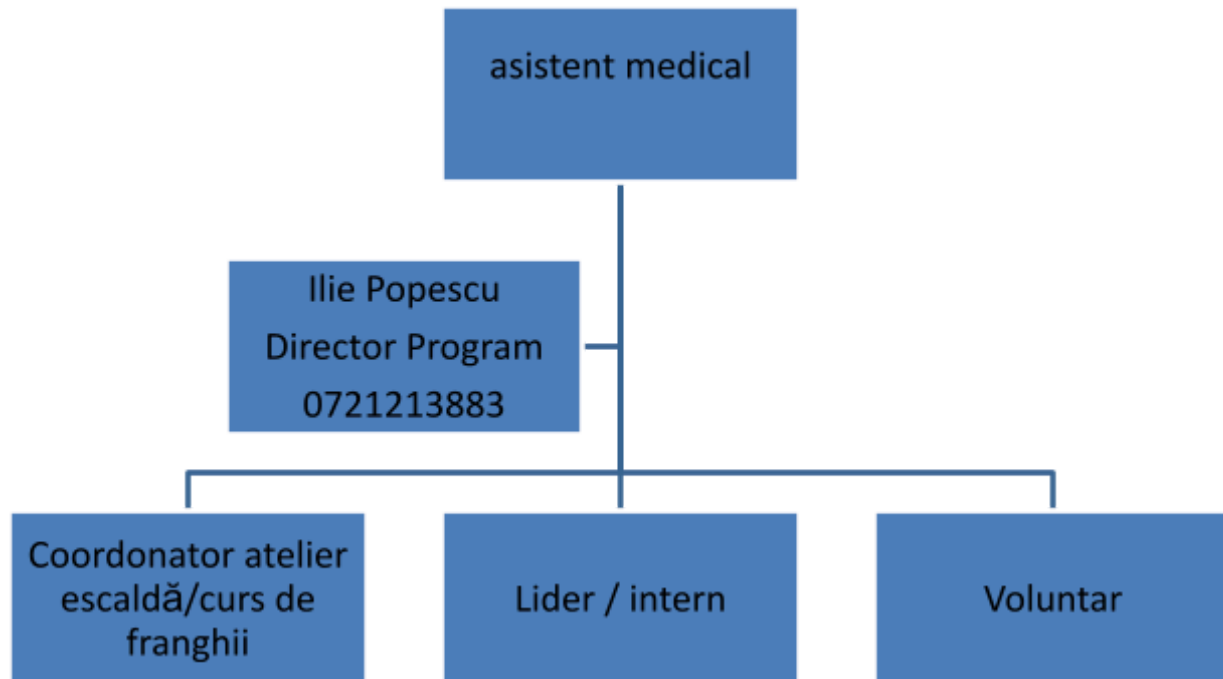 asistent medical
Ilie Popescu
Director Program
0721213883
Coordonator atelier
escaldă/curs de
franghii
Lider / intern
Voluntar